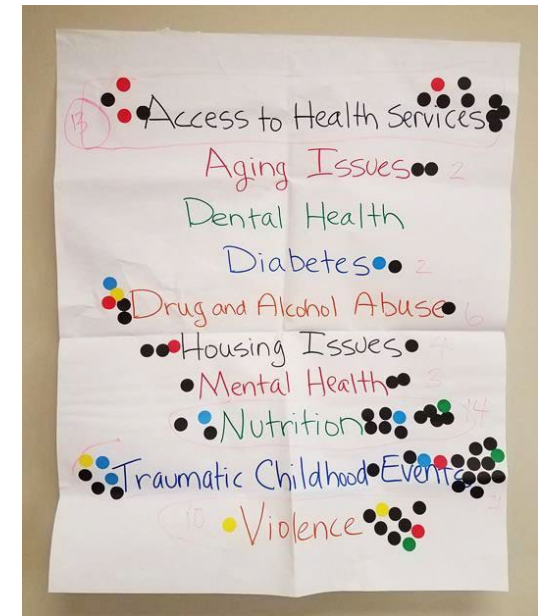 13 Access to Health Services
Aging Issues 2
Dental Health
Diabetes 2
Drug and Alcohol Abuse 6
Housing Issues 4
Mental Health 3
Nutrition 14
Traumatic Childhood Events
10 Violence